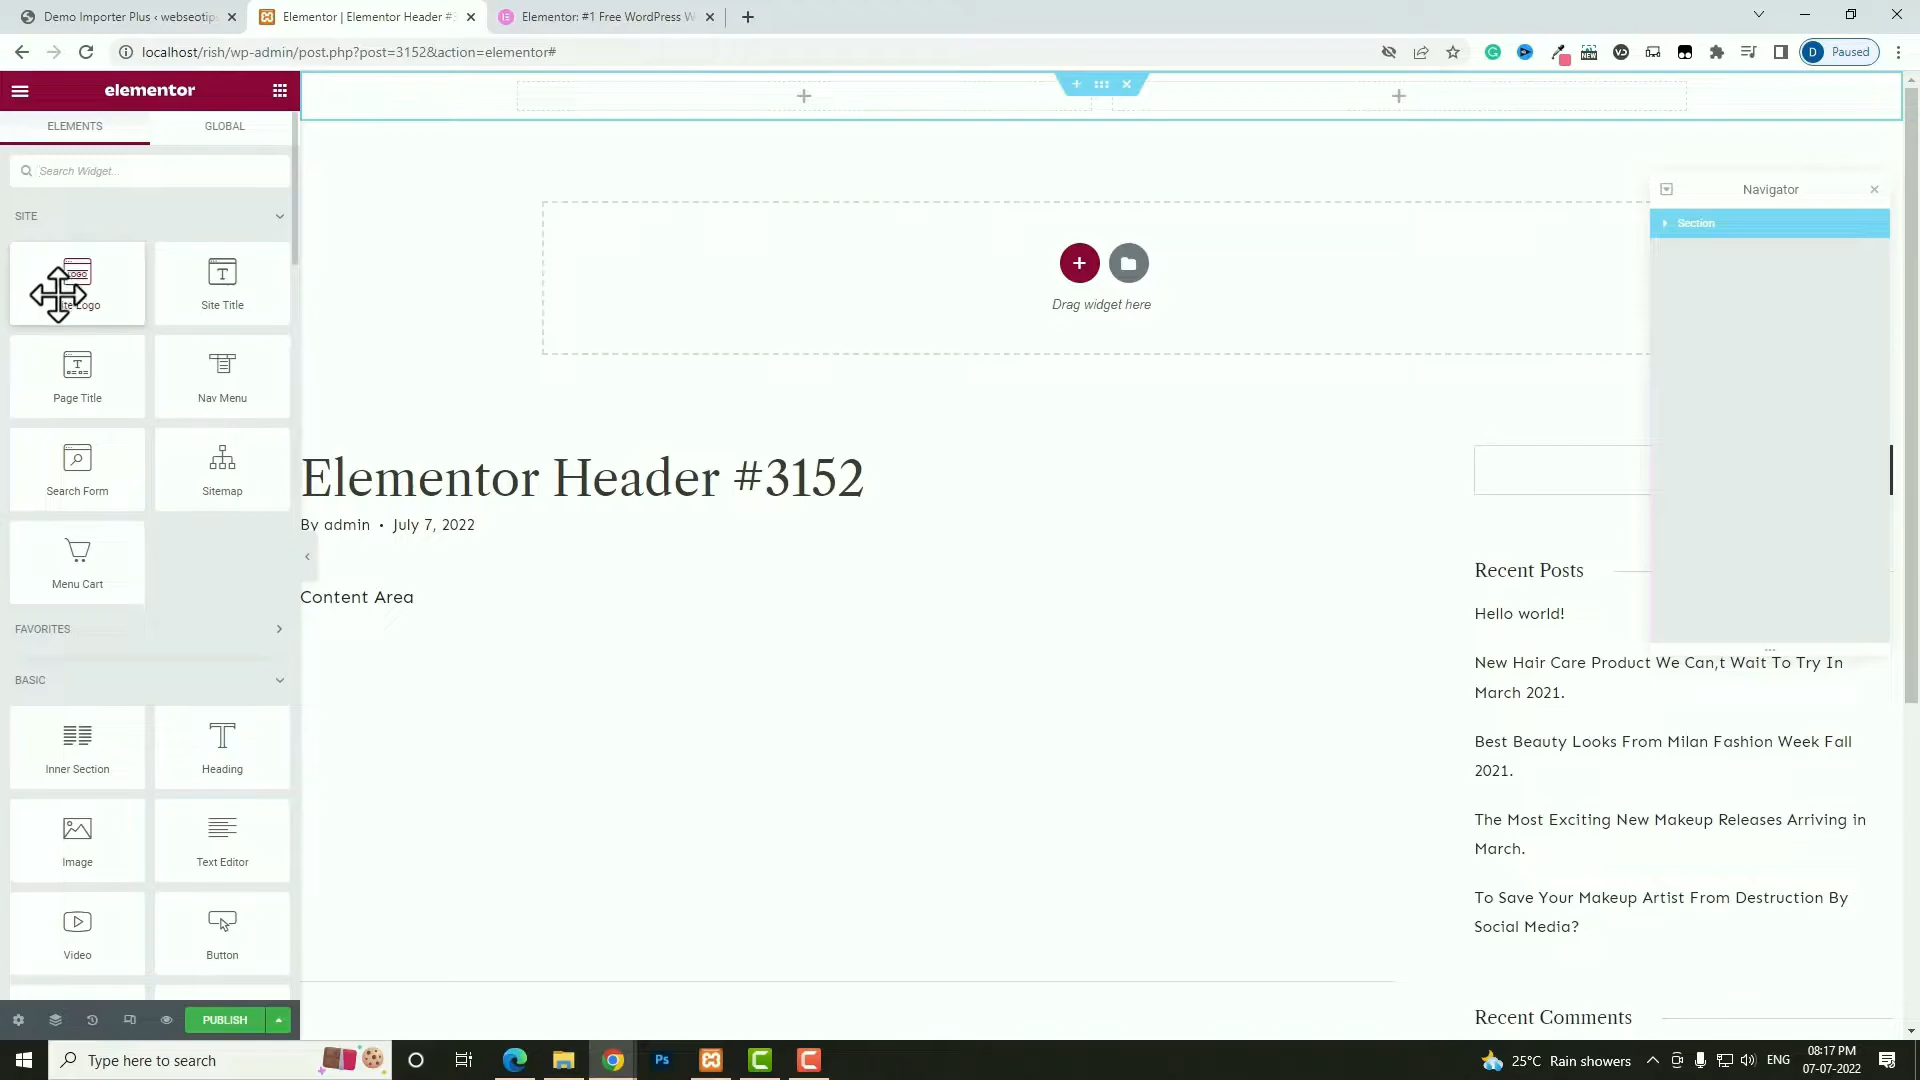 Demo Importer Plus ‹ webseotip
Elementor | Elementor Header #3
Elementor: #1 Free WordPress W
localhost/rish/wp-admin/post.php?post=3152&action=elementor#
NEW
D Paused
elementor
ELEMENTS
GLOBAL
Search Widget...
Navigator
Section
SITE
LOGO
Logo
Site Title
Drag widget here
Page Title
Nav Menu
Search Form
Sitemap
Elementor Header #3152
By admin • July 7, 2022
Menu Cart
Content Area
FAVORITES
Recent Posts
Hello world!
New Hair Care Product We Can,t Wait To Try In
March 2021.
Best Beauty Looks From Milan Fashion Week Fall
2021.
The Most Exciting New Makeup Releases Arriving in
March.
To Save Your Makeup Artist From Destruction By
Social Media?
Recent Comments
BASIC
Inner Section
Heading
Image
Text Editor
Video
Button
PUBLISH
Type here to search
Ps
25°C Rain showers
ENG
08:17 PM
07-07-2022